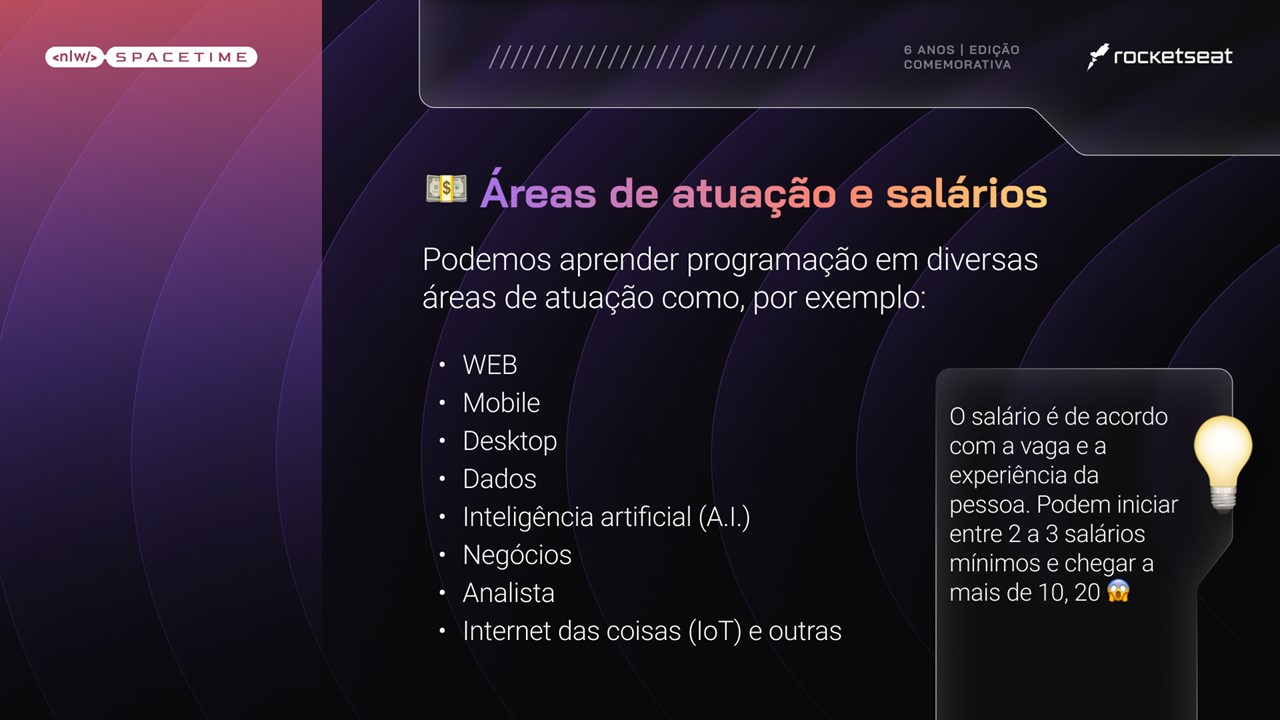 <nlw/> SPACETIME
////////////////////////////
6 ANOS | EDIÇÃO
COMEMORATIVA
rocketseat
💵 Áreas de atuação e salários
Podemos aprender programação em diversas
áreas de atuação como, por exemplo:
• WEB
• Mobile
• Desktop
• Dados
• Inteligência artificial (A.I.)
• Negócios
• Analista
• Internet das coisas (IoT) e outras
O salário é de acordo
com a vaga e a
experiência da
pessoa. Podem iniciar
entre 2 a 3 salários
mínimos e chegar a
mais de 10, 20 😱